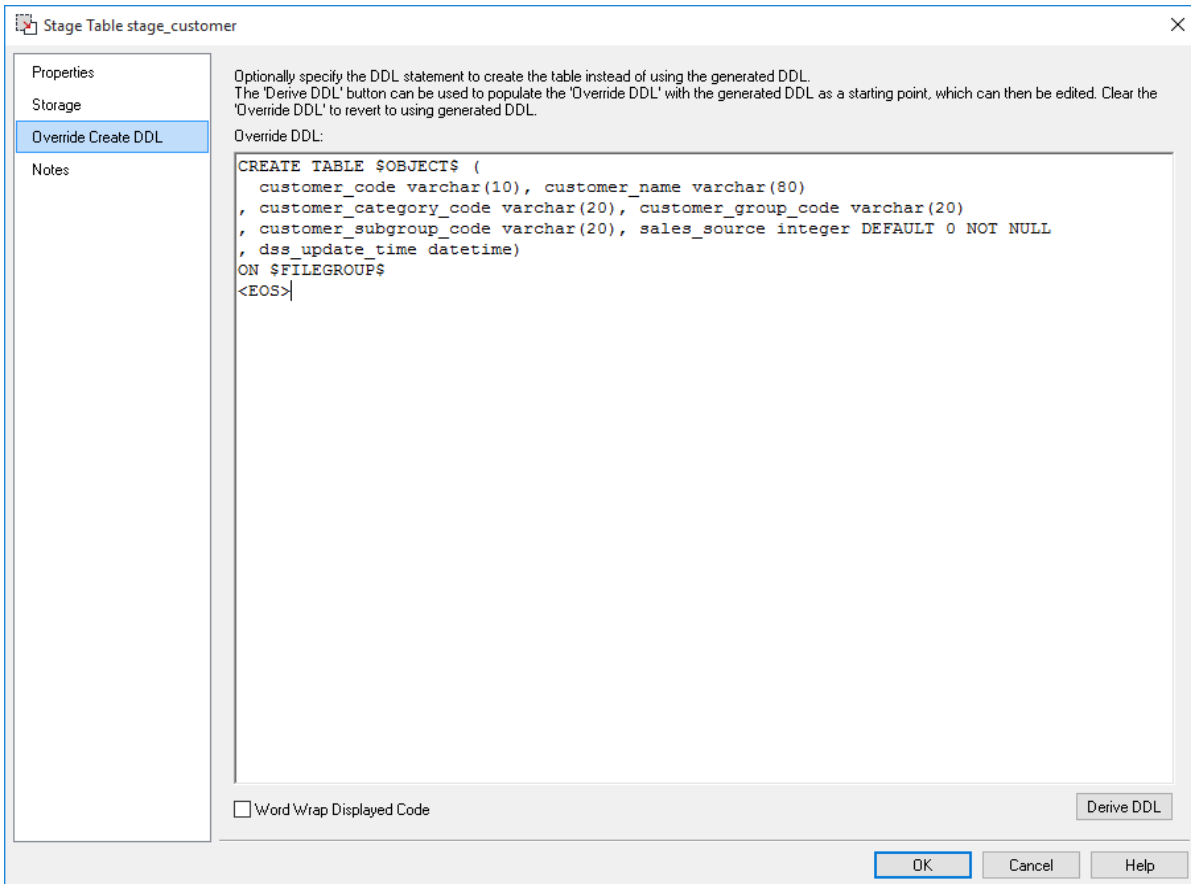 Stage Table stage_customer
Properties
Storage
Override Create DDL
Notes
Optionally specify the DDL statement to create the table instead of using the generated DDL.
The 'Derive DDL' button can be used to populate the 'Override DDL' with the generated DDL as a starting point, which can then be edited. Clear the
'Override DDL' to revert to using generated DDL.
Override DDL:
CREATE TABLE $OBJECT$ (
  customer_code varchar(10), customer_name varchar(80)
, customer_category_code varchar(20), customer_group_code varchar(20)
, customer_subgroup_code varchar(20), sales_source integer DEFAULT 0 NOT NULL
, dss_update_time datetime)
ON $FILEGROUP$
<EOS>
Word Wrap Displayed Code
Derive DDL
OK
Cancel
Help